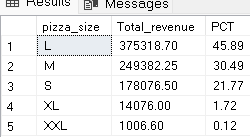 Results Messages
pizza_size Total_revenue PCT
1 L 375318.70 45.89
2 M 249382.25 30.49
3 S 178076.50 21.77
4 XL 14076.00 1.72
5 XXL 1006.60 0.12